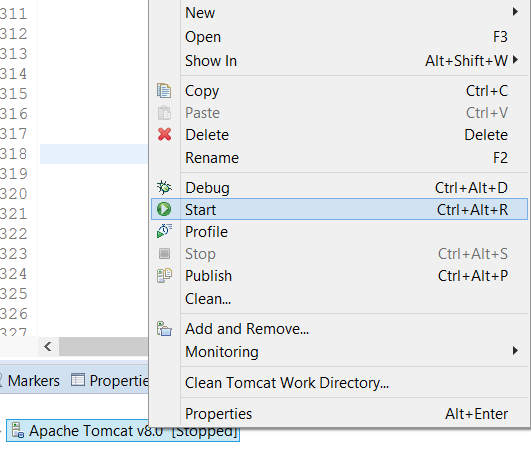 311
312
313
314
315
316
317
318
319
320
321
322
323
324
325
326
327
New
Open F3
Show In Alt+Shift+W
Copy Ctrl+C
Paste Ctrl+V
Delete Delete
Rename F2
Debug Ctrl+Alt+D
Start Ctrl+Alt+R
Profile
Stop Ctrl+Alt+S
Publish Ctrl+Alt+P
Clean...
Add and Remove...
Monitoring
Clean Tomcat Work Directory...
Properties Alt+Enter
Markers Propertie
Apache Tomcat v8.0 [Stopped]